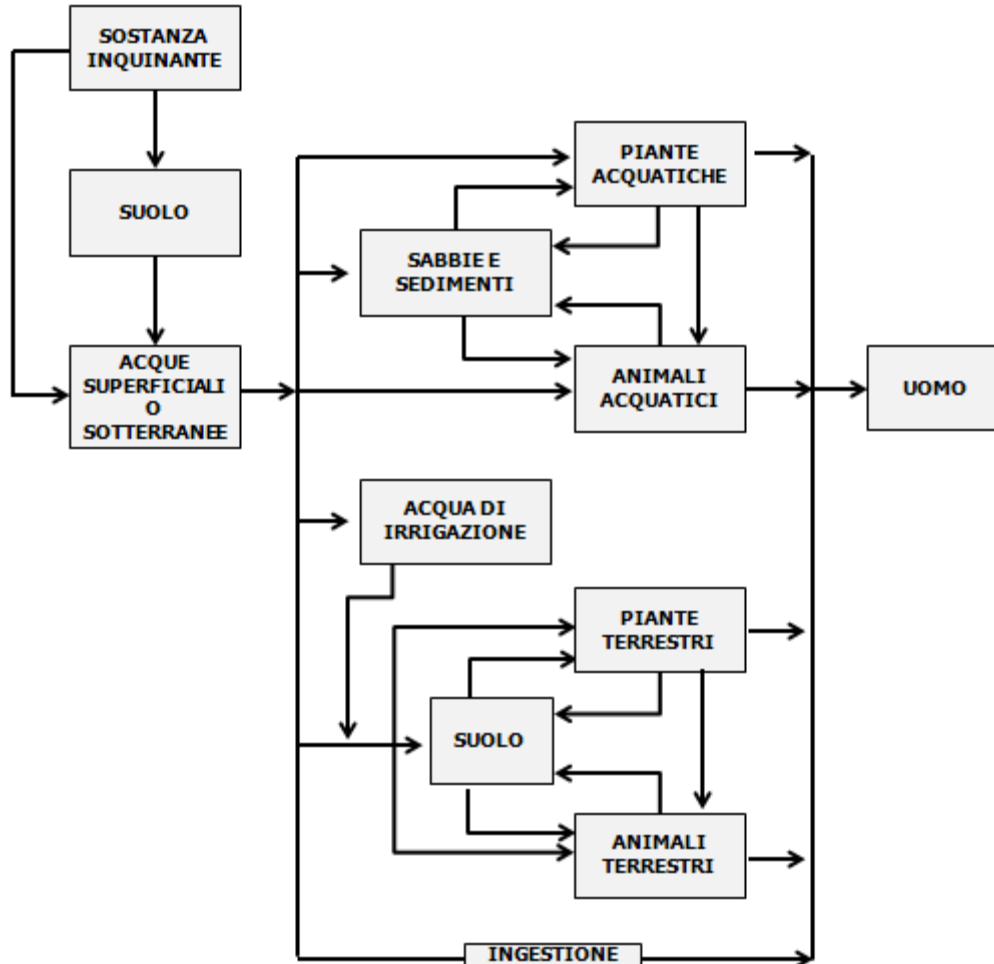 SOSTANZA
INQUINANTE
SUOLO
ACQUE
SUPERFICIALI
O
SOTTERRANEE
PIANTE
ACQUATICHE
SABBIE E
SEDIMENTI
ANIMALI
ACQUATICI
UOMO
ACQUA DI
IRRIGAZIONE
PIANTE
TERRESTRI
SUOLO
ANIMALI
TERRESTRI
INGESTIONE